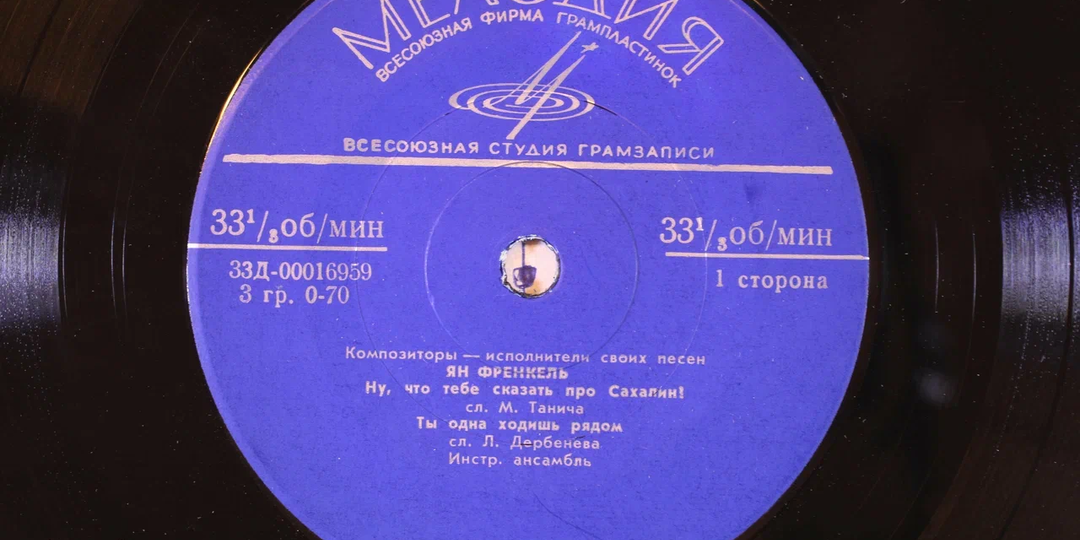 МЕЛОДИЯ
ВСЕСОЮЗНАЯ ФИРМА ГРАМПЛАСТИНОК
ВСЕСОЮЗНАЯ СТУДИЯ ГРАМЗАПИСИ
33¹/₃об/мин
33Д-00016959
3 гр. 0-70
33¹/₃об/мин
1 сторона
Композиторы — исполнители своих песен
ЯН ФРЕНКЕЛЬ
Ну, что тебе сказать про Сахалин!
сл. М. Танича
Ты одна ходишь рядом
сл. Л. Дербенева
Инстр. ансамбль